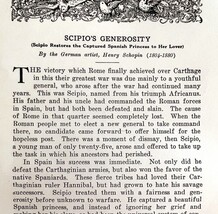 SCIPIO'S GENEROSITY
(Scipio Restores the Captured Spanish Princess to Her Lover)
By the German artist, Henry Schopin (1804-1880)
THE victory which Rome finally achieved over Carthage
in this their greatest war was due mainly to a youthful
general, who arose after the war had continued many
years. This was Scipio, named from his triumph Africanus.
His father and his uncle had commanded the Roman forces
in Spain, but had both been defeated and slain. The cause
of Rome in that quarter seemed completely lost. When the
Roman people met to elect a new general to take command
there, no candidate came forward to offer himself for the
hopeless post. There was a moment of dismay, then Scipio,
a young man of only twenty-five, arose and offered to take up
the task in which his ancestors had perished.
In Spain his success was immediate. Not only did he
defeat the Carthaginian armies, but also won the favor of the
native Spaniards. These fierce tribes had loved their Car-
thaginian ruler Hannibal, but had grown to hate his savage
successors. Scipio treated them with a fairness and gen-
erosity before unknown in warfare. He captured a beautiful
Spanish princess, and instead of ignoring her grief and